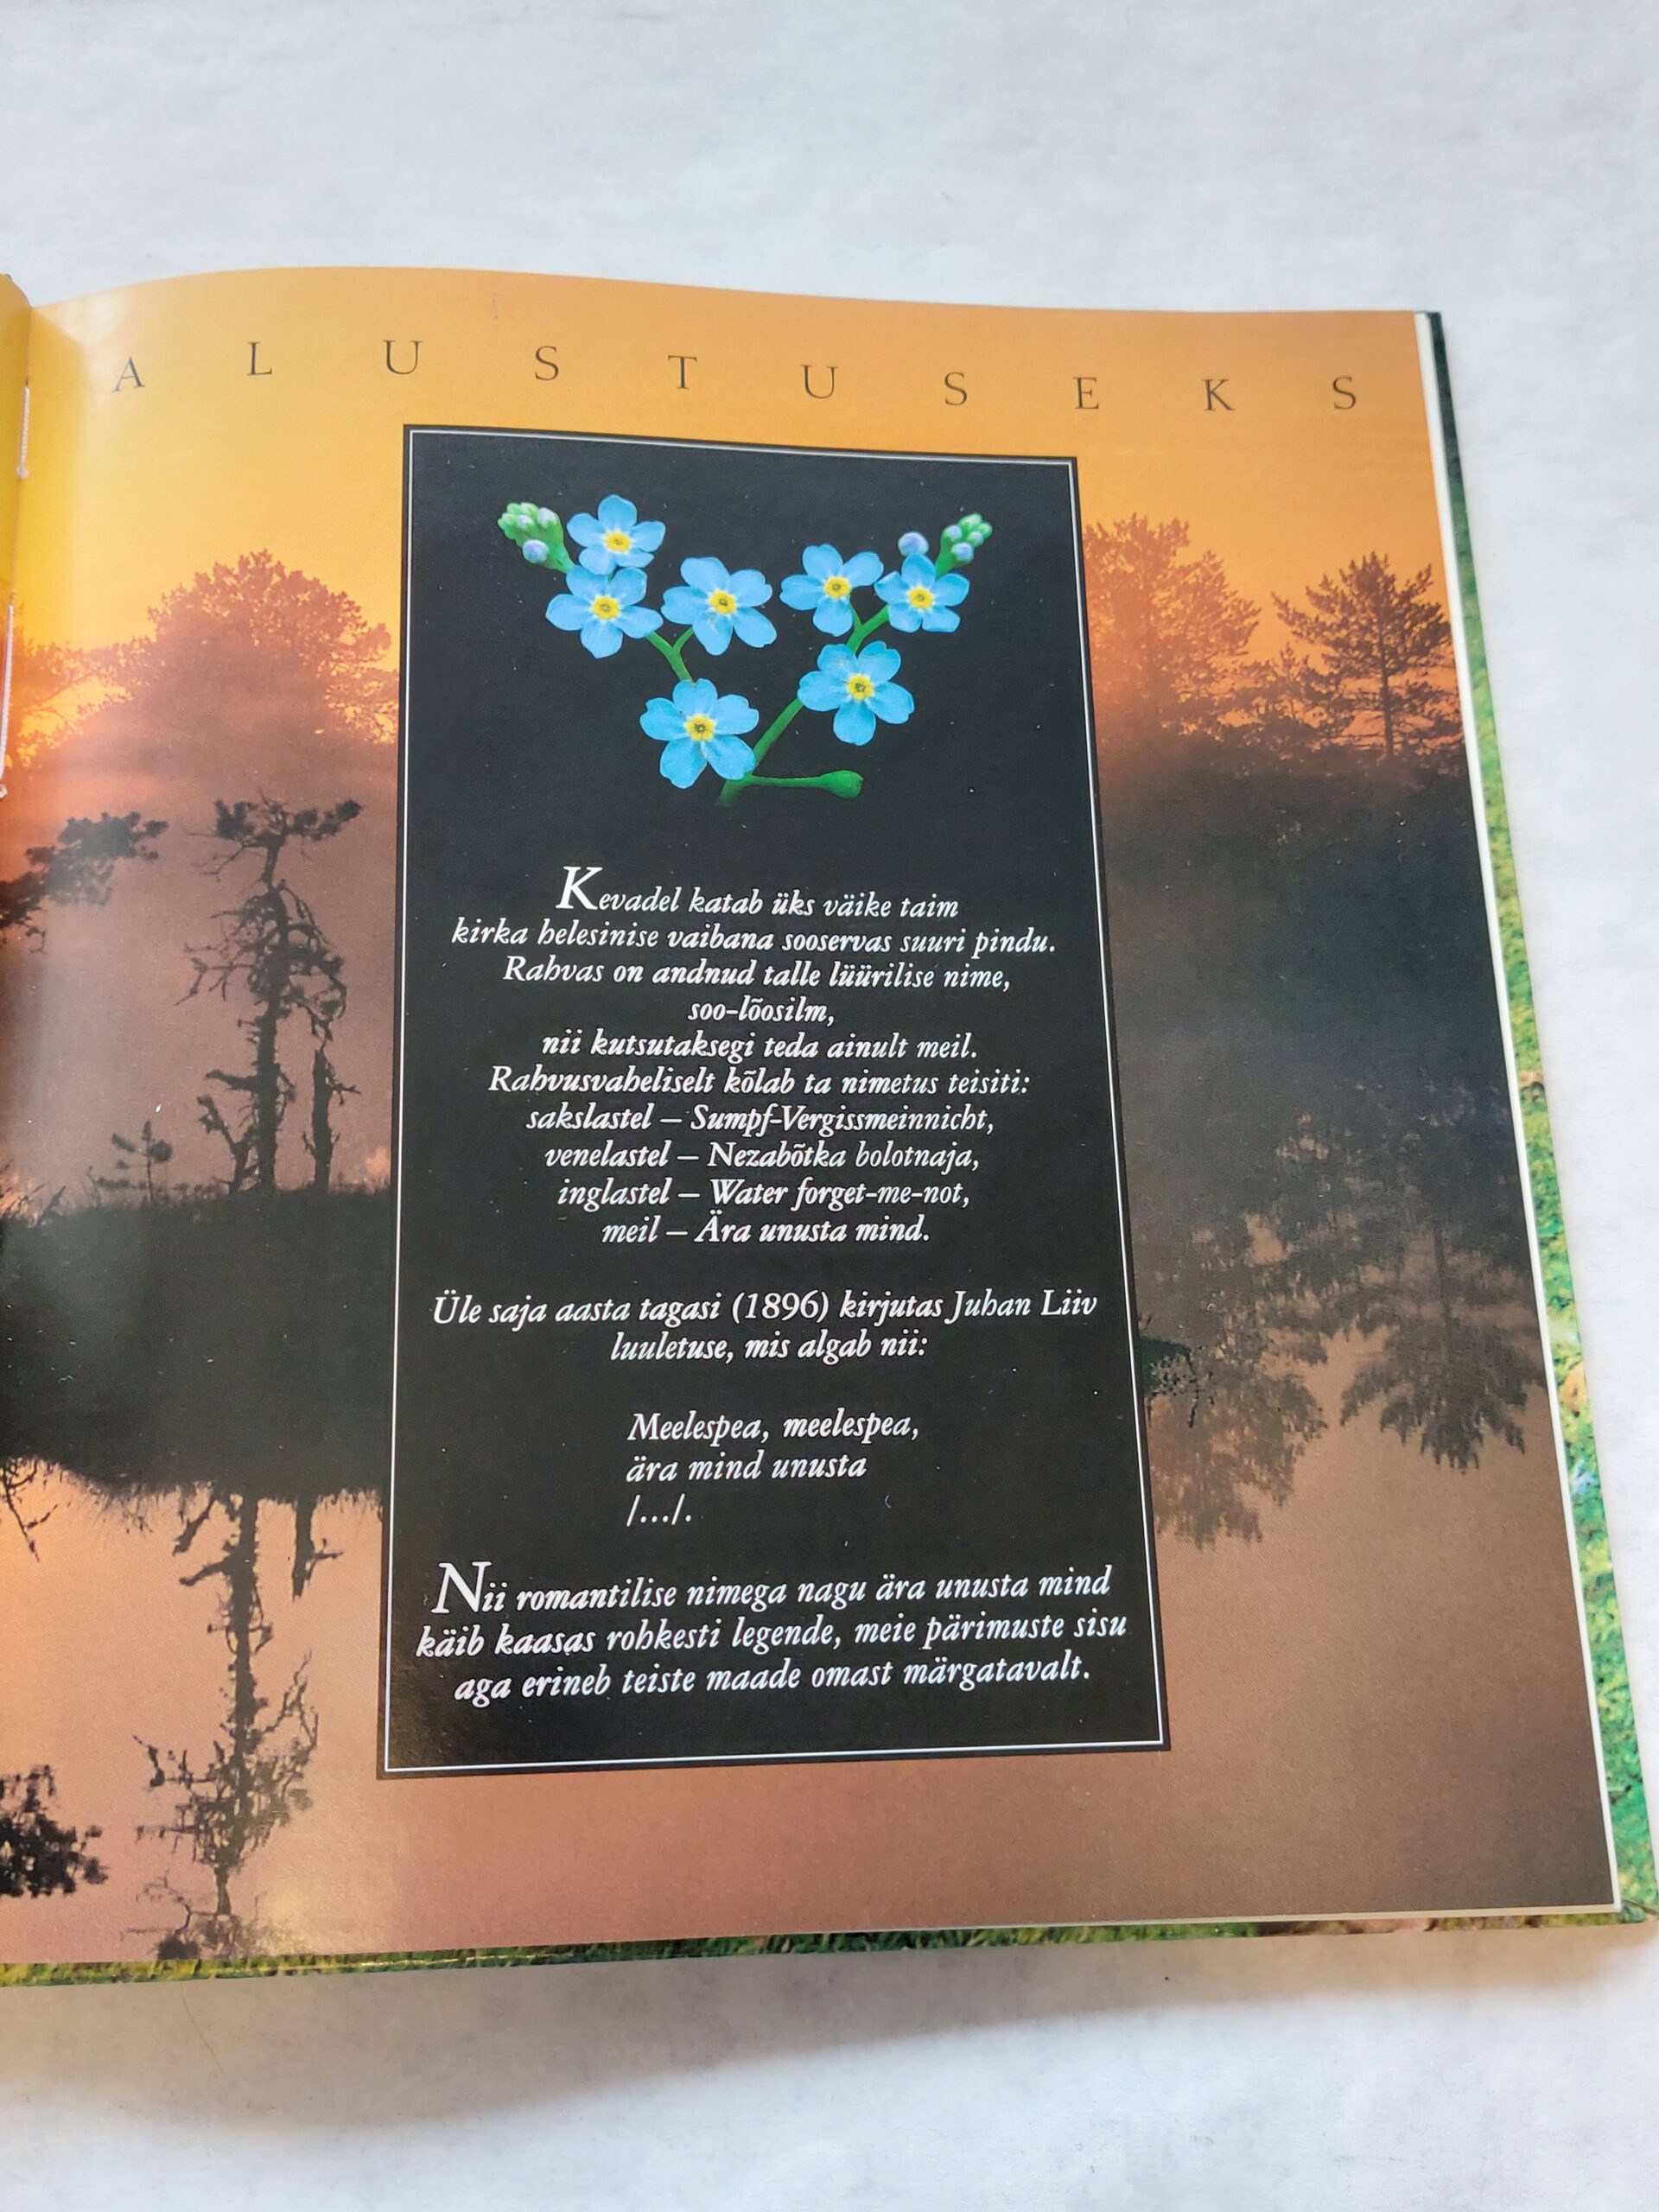 ALUSTUSEKS
Kevadel katab üks väike taim
kirka helesinise vaibana sooservas suuri pindu.
Rahvas on andnud talle lüürilise nime,
soo-lõosilm,
nii kutsutaksegi teda ainult meil.
Rahvusvaheliselt kõlab ta nimetus teisiti:
sakslastel – Sumpf-Vergissmeinnicht,
venelastel – Nezabõtka bolotnaja,
inglastel – Water forget-me-not,
meil – Ära unusta mind.
Üle saja aasta tagasi (1896) kirjutas Juhan Liiv
luuletuse, mis algab nii:
Meelespea, meelespea,
ära mind unusta
/.../.
Nii romantilise nimega nagu ära unusta mind
käib kaasas rohkesti legende, meie pärimuste sisu
aga erineb teiste maade omast märgatavalt.